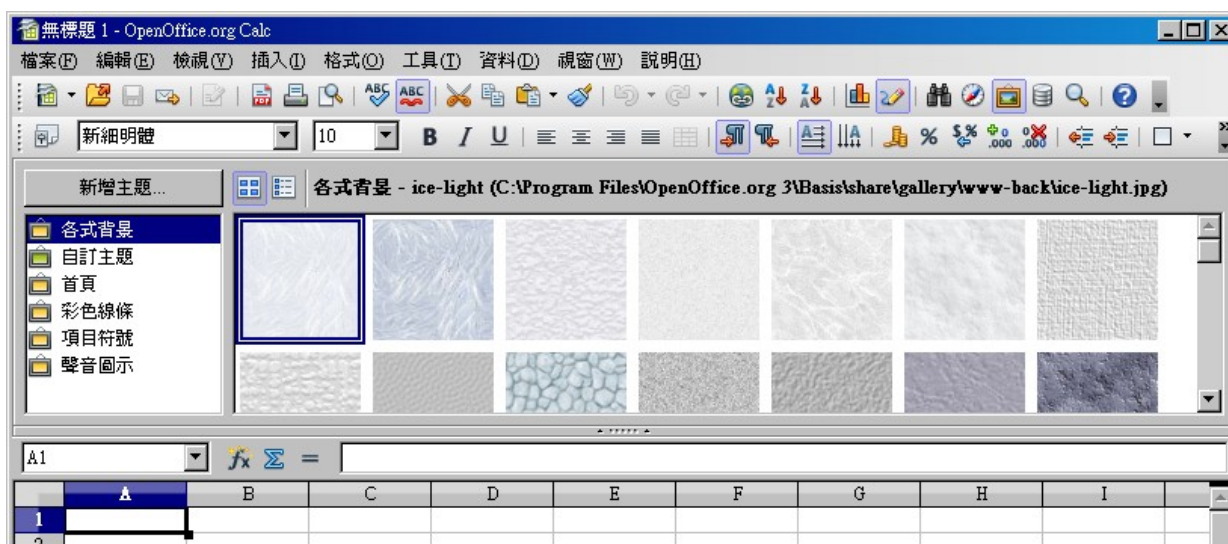 無標題 1 - OpenOffice.org Calc
檔案(F) 編輯(E) 檢視(V) 插入(I) 格式(O) 工具(T) 資料(D) 視窗(W) 說明(H)
新細明體 10 B I U
新增主題... 各式背景 - ice-light (C:\Program Files\OpenOffice.org 3\Basis\share\gallery\www-back\ice-light.jpg)
各式背景
自訂主題
首頁
彩色線條
項目符號
聲音圖示
A1
A B C D E F G H I
1
2